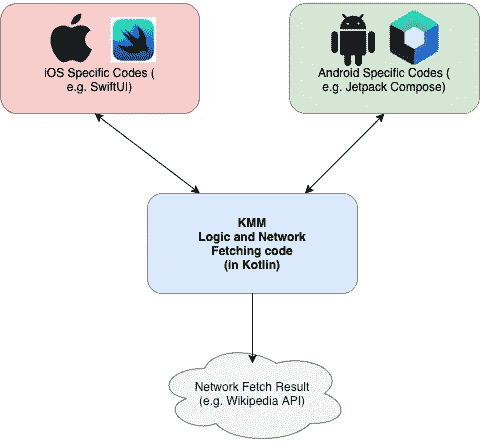 iOS Specific Codes (
e.g. SwiftUI)
Android Specific Codes (
e.g. Jetpack Compose)
KMM
Logic and Network
Fetching code
(in Kotlin)
Network Fetch Result
(e.g. Wikipedia API)